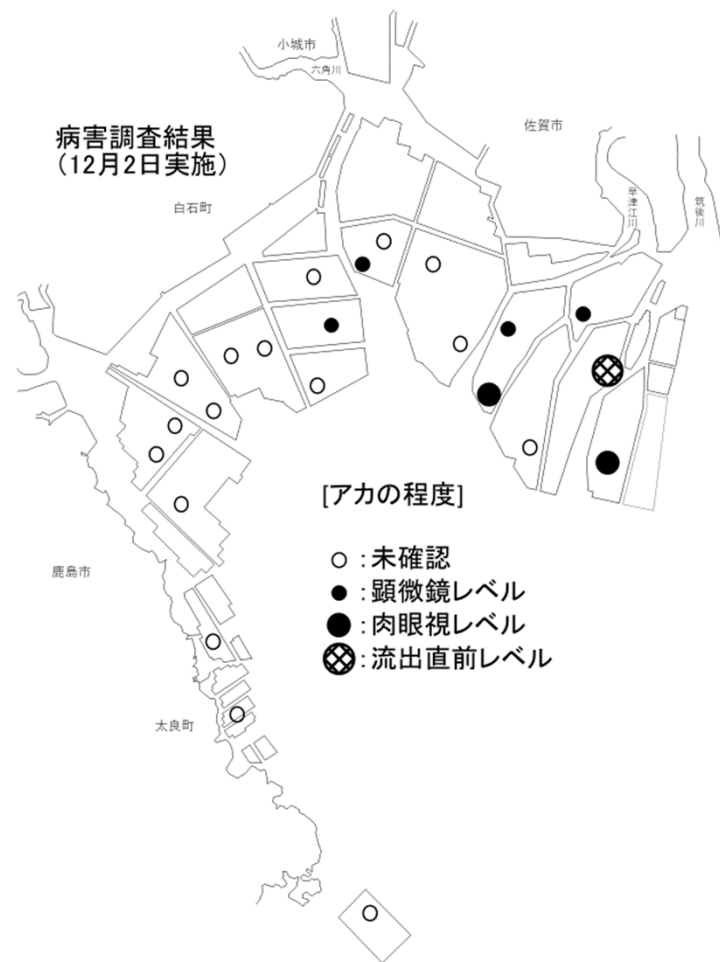 小城市
六角川
病害調査結果
（12月2日実施）
佐賀市
白石町
早津江川
筑後川
[アカの程度]
：未確認
：顕微鏡レベル
：肉眼視レベル
：流出直前レベル
鹿島市
太良町